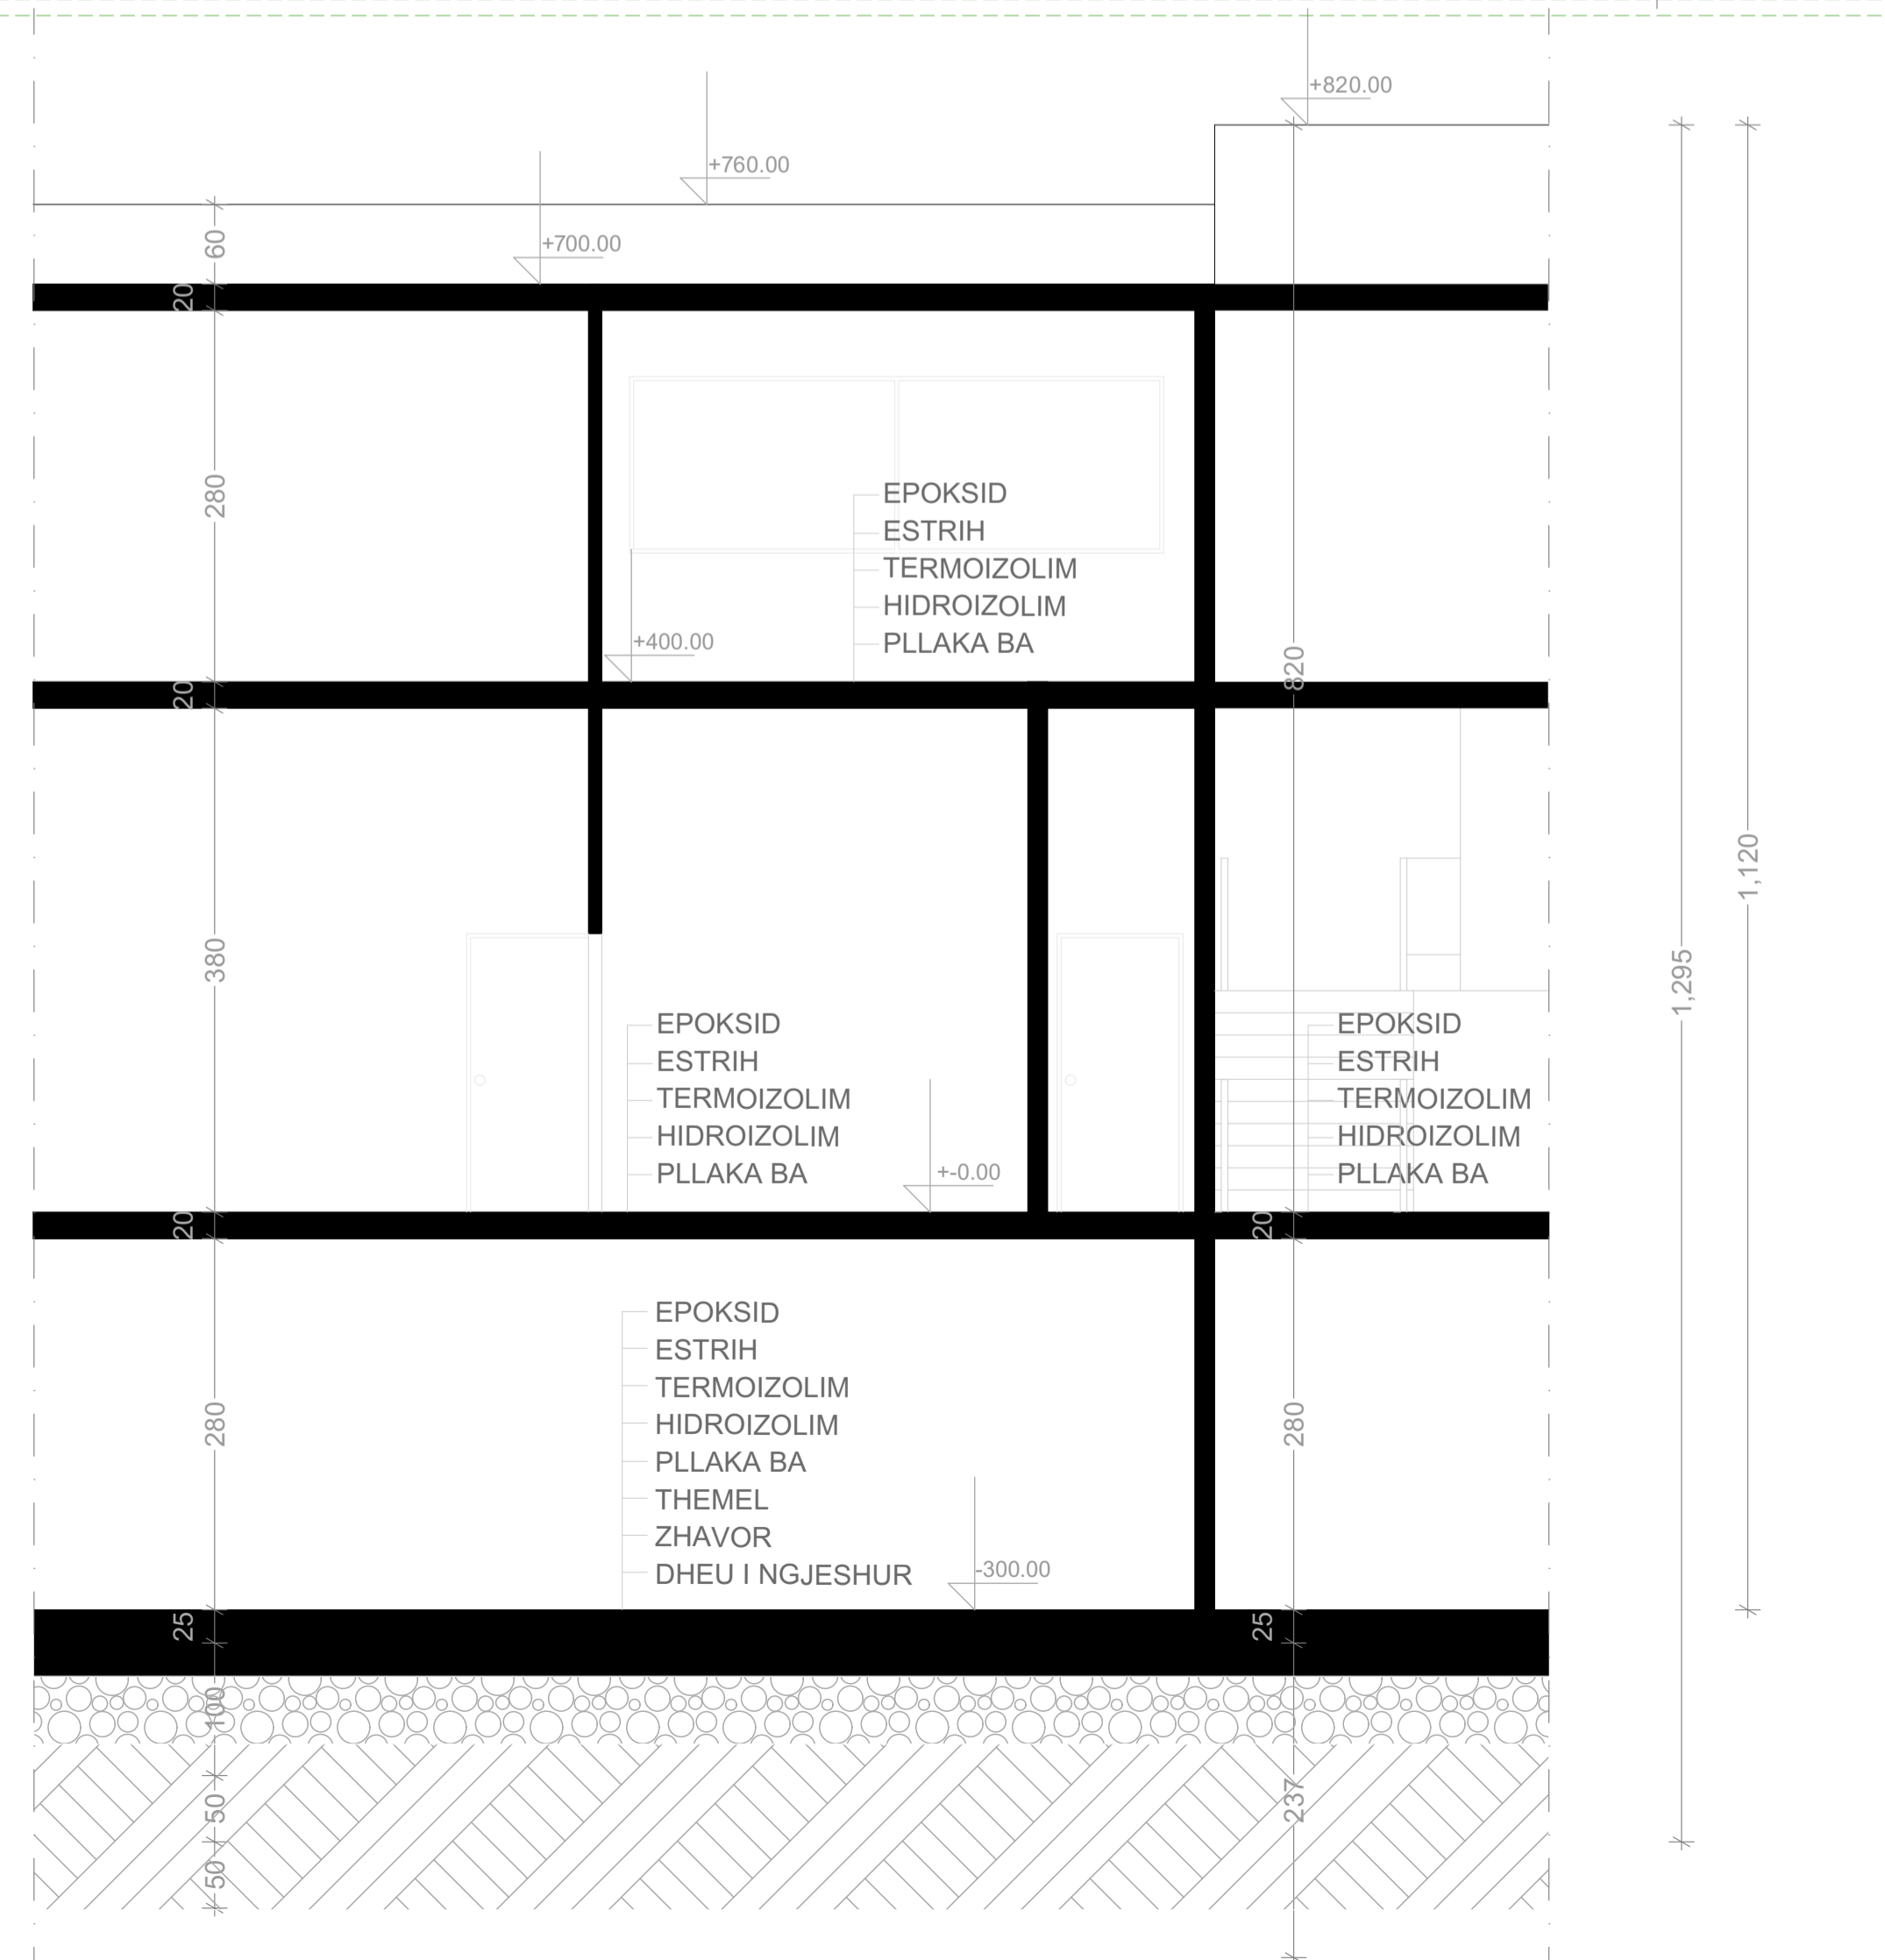 +820.00
+760.00
+700.00
60
20
280
EPOKSID
ESTRIH
TERMOIZOLIM
HIDROIZOLIM
PLLAKA BA
+400.00
820
20
380
1,120
1,295
EPOKSID
ESTRIH
TERMOIZOLIM
HIDROIZOLIM
PLLAKA BA
+-0.00
EPOKSID
ESTRIH
TERMOIZOLIM
HIDROIZOLIM
PLLAKA BA
20
20
280
EPOKSID
ESTRIH
TERMOIZOLIM
HIDROIZOLIM
PLLAKA BA
THEMEL
ZHAVOR
DHEU I NGJESHUR
-300.00
280
25
25
100
50
50
237